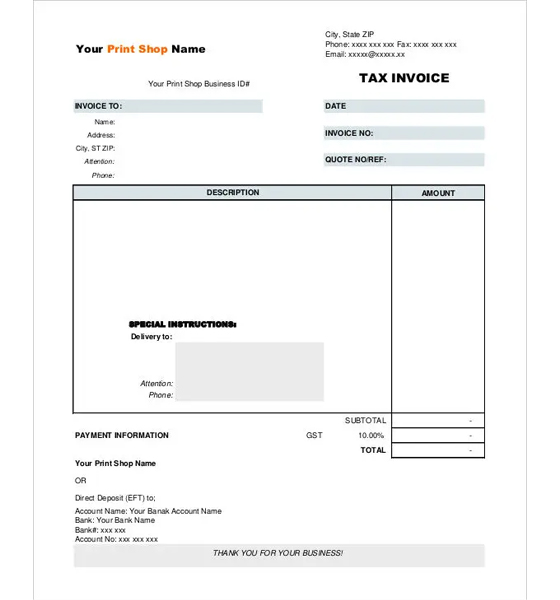 City, State ZIP
Your Print Shop Name
Phone: xxxx xxx xxx Fax: xxxx xxx xxx
Email: xxxxx@xxxxx.xx
Your Print Shop Business ID#
TAX INVOICE
INVOICE TO:
DATE
Name:
Address:
INVOICE NO:
City, ST ZIP:
Attention:
QUOTE NO/REF:
Phone:
DESCRIPTION
AMOUNT
SPECIAL INSTRUCTIONS:
Delivery to:
Attention:
Phone:
SUBTOTAL -
PAYMENT INFORMATION GST 10.00% -
TOTAL -
Your Print Shop Name
OR
Direct Deposit (EFT) to;
Account Name: Your Banak Account Name
Bank: Your Bank Name
Bank#: xxx xxx
Account No: xxx xxx xxx
THANK YOU FOR YOUR BUSINESS!